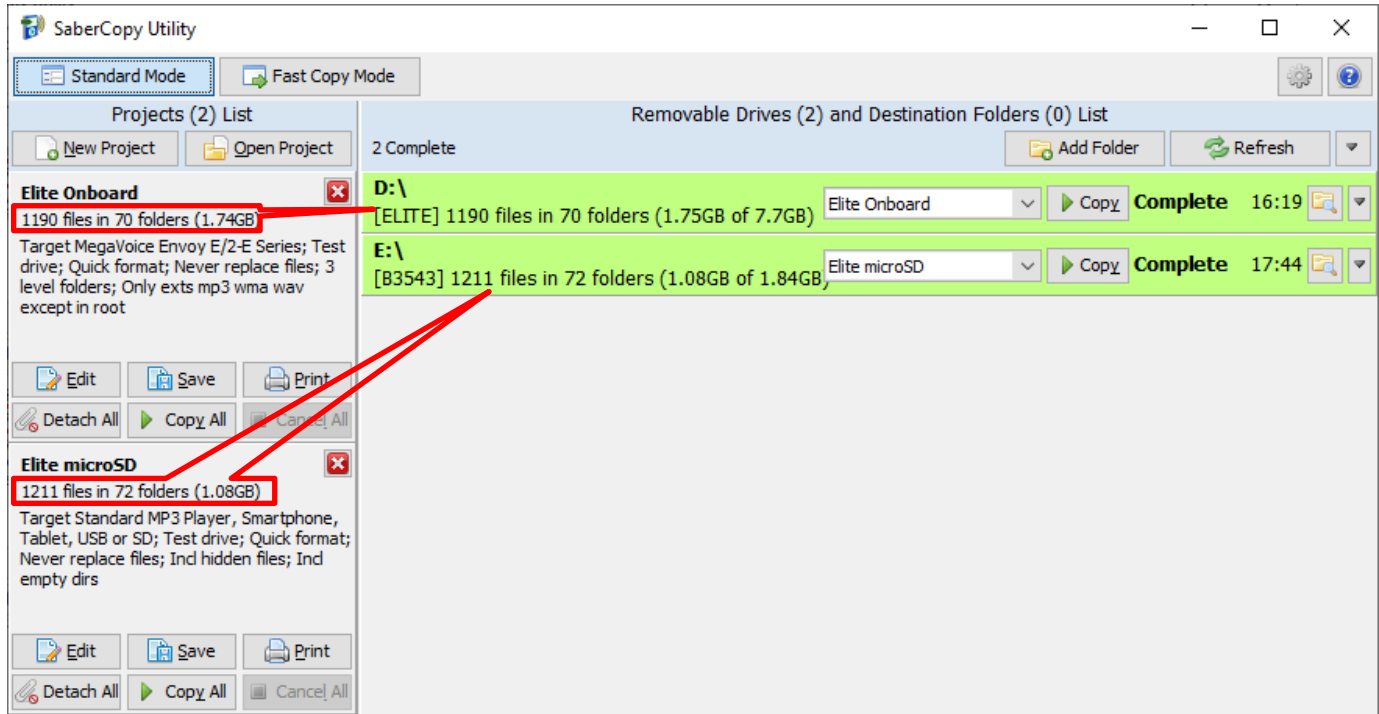 SaberCopy Utility
Standard Mode
Fast Copy Mode
Projects (2) List
New Project
Open Project
Elite Onboard
1190 files in 70 folders (1.74GB)
Target MegaVoice Envoy E/2-E Series; Test
drive; Quick format; Never replace files; 3
level folders; Only exts mp3 wma wav
except in root
Edit
Save
Print
Detach All
Copy All
Cancel All
Elite microSD
1211 files in 72 folders (1.08GB)
Target Standard MP3 Player, Smartphone,
Tablet, USB or SD; Test drive; Quick format;
Never replace files; Incl hidden files; Incl
empty dirs
Edit
Save
Print
Detach All
Copy All
Cancel All
Removable Drives (2) and Destination Folders (0) List
2 Complete
Add Folder
Refresh
D:\
[ELITE] 1190 files in 70 folders (1.75GB of 7.7GB)
Elite Onboard
Copy
Complete
16:19
E:\
[B3543] 1211 files in 72 folders (1.08GB of 1.84GB)
Elite microSD
Copy
Complete
17:44